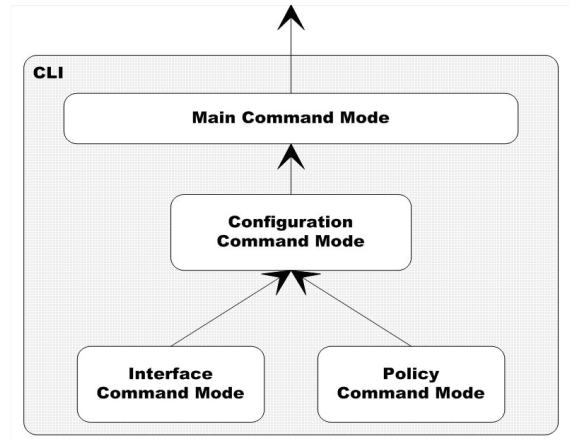 CLI
Main Command Mode
Configuration
Command Mode
Interface
Command Mode
Policy
Command Mode